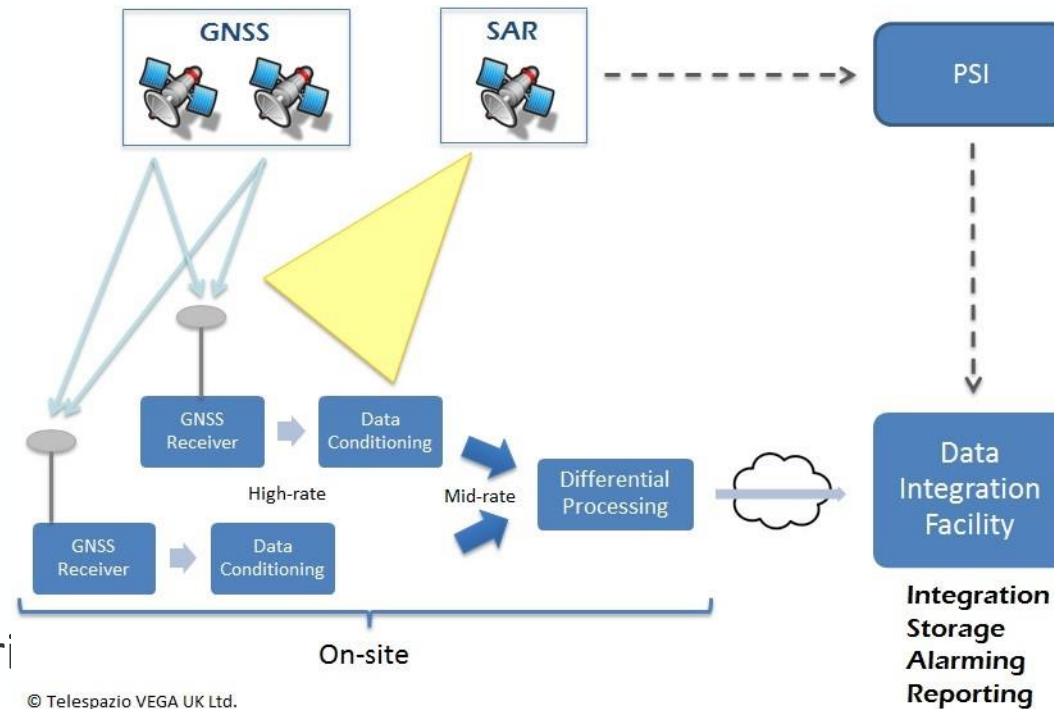 GNSS
SAR
PSI
GNSS
Receiver
Data
Conditioning
High-rate
Mid-rate
Differential
Processing
GNSS
Receiver
Data
Conditioning
Data
Integration
Facility
On-site
Integration
Storage
Alarming
Reporting
© Telespazio VEGA UK Ltd.